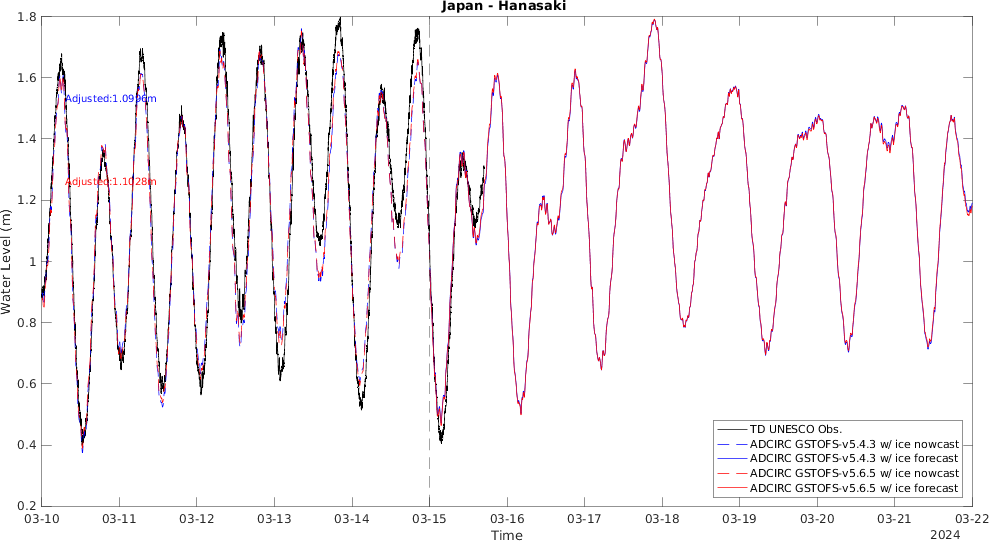 Japan - Hanasaki
1.8
1.6
1.4
1.2
1
0.8
0.6
0.4
0.2
Water Level (m)
Adjusted:1.0996m
Adjusted:1.1028m
TD UNESCO Obs.
ADCIRC GSTOFS-v5.4.3 w/ ice nowcast
ADCIRC GSTOFS-v5.4.3 w/ ice forecast
ADCIRC GSTOFS-v5.6.5 w/ ice nowcast
ADCIRC GSTOFS-v5.6.5 w/ ice forecast
03-10 03-11 03-12 03-13 03-14 03-15 03-16 03-17 03-18 03-19 03-20 03-21 03-22
Time
2024